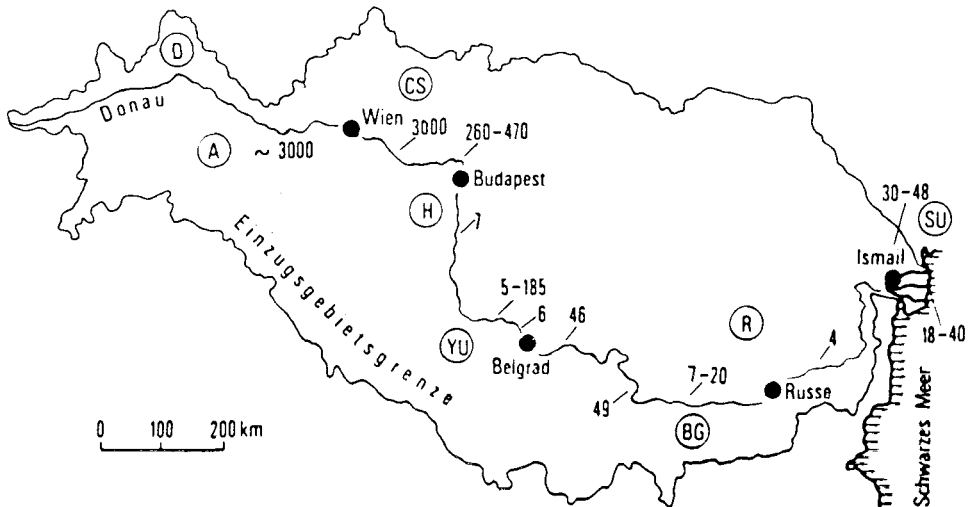 D
CS
Donau
Wien
3000
260-470
A
~ 3000
Budapest
H
7
30-48
SU
Ismail
Einzugsgebietsgrenze
5-185
6
46
R
YU
Belgrad
4
18-40
7-20
49
Russe
BG
0 100 200 km
Schwarzes Meer